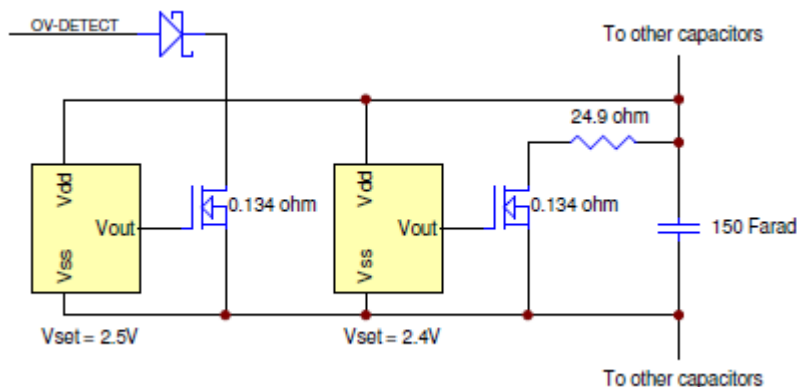 OV-DETECT
To other capacitors
24.9 ohm
Vdd
Vout
Vss
0.134 ohm
Vdd
Vout
Vss
0.134 ohm
150 Farad
Vset = 2.5V
Vset = 2.4V
To other capacitors